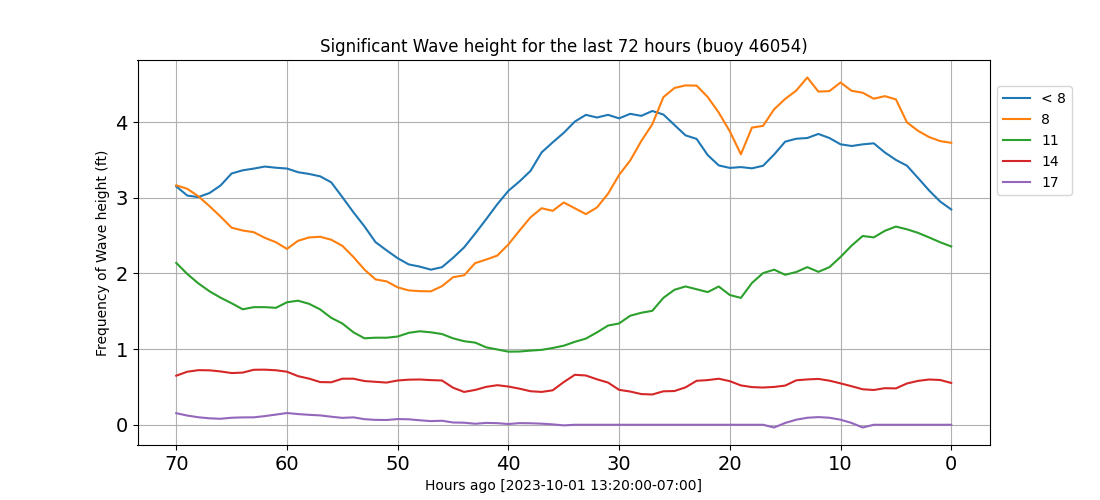 Significant Wave height for the last 72 hours (buoy 46054)
Frequency of Wave height (ft)
4
3
2
1
0
70 60 50 40 30 20 10 0
Hours ago [2023-10-01 13:20:00-07:00]
< 8
8
11
14
17